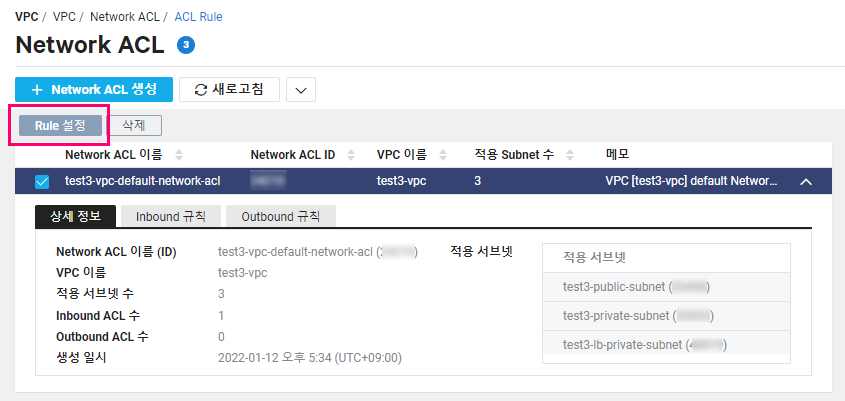 VPC / VPC / Network ACL / ACL Rule
Network ACL 3
+ Network ACL 생성 새로고침
Rule 설정 삭제
Network ACL 이름 Network ACL ID VPC 이름 적용 Subnet 수 메모
test3-vpc-default-network-acl test3-vpc 3 VPC [test3-vpc] default Networ...
상세 정보 Inbound 규칙 Outbound 규칙
Network ACL 이름 (ID) test3-vpc-default-network-acl ( ) 적용 서브넷 적용 서브넷
VPC 이름 test3-vpc
적용 서브넷 수 3 test3-public-subnet ( )
Inbound ACL 수 1 test3-private-subnet ( )
Outbound ACL 수 0
생성 일시 2022-01-12 오후 5:34 (UTC+09:00) test3-lb-private-subnet ( )